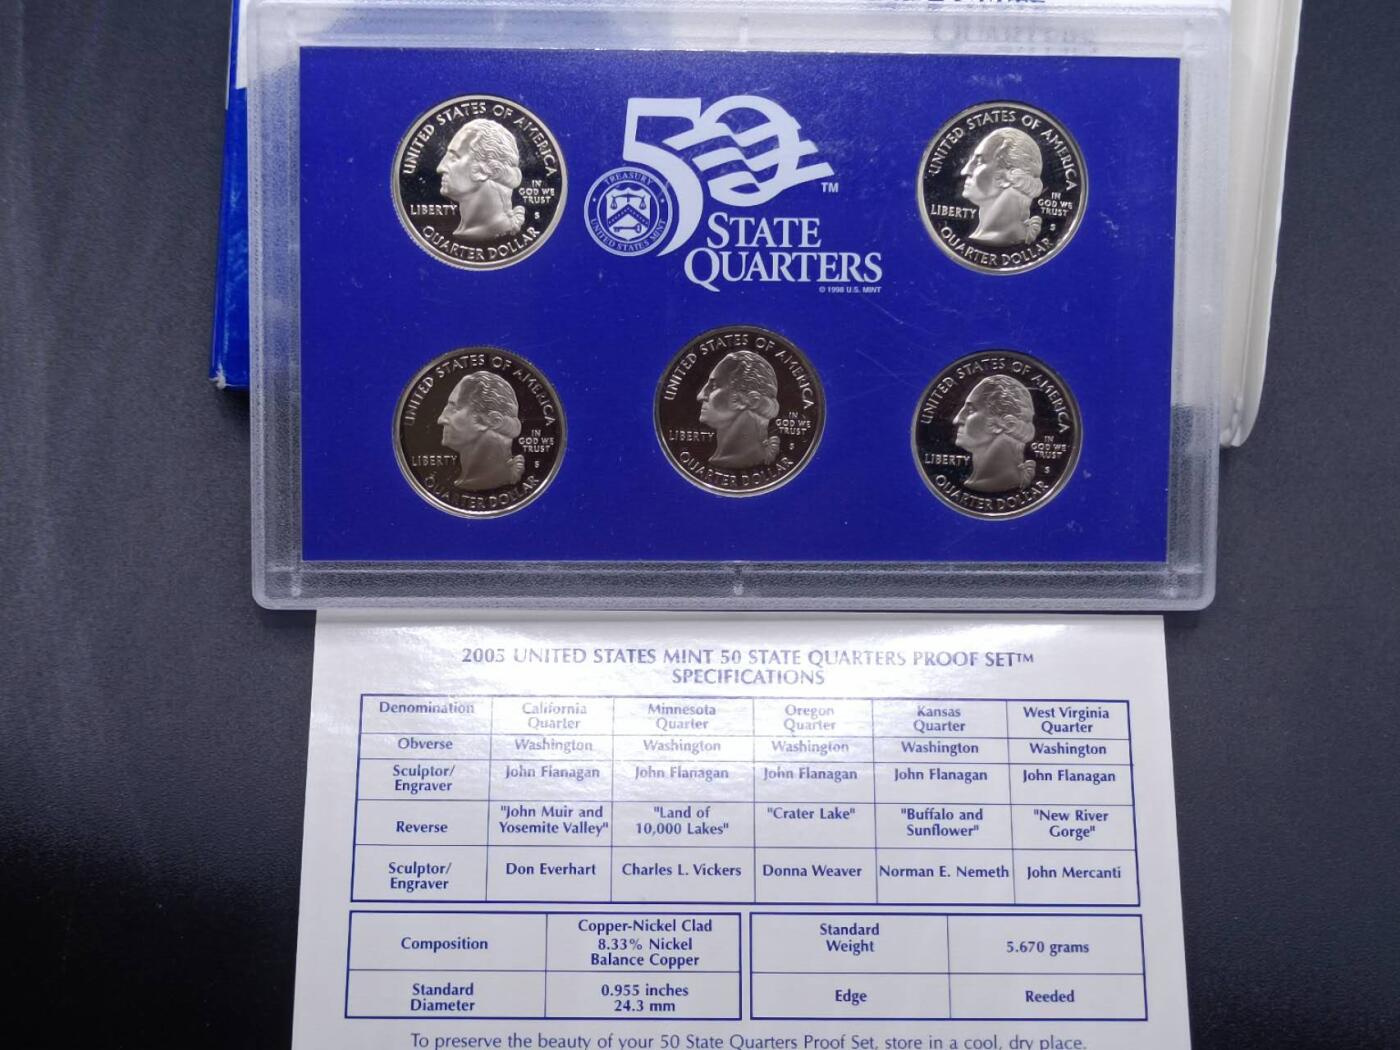 UNITED STATES OF AMERICA
IN
GOD WE
TRUST
LIBERTY
S
QUARTER DOLLAR
50
TM
TREASURY
UNITED STATES MINT
STATE
QUARTERS
© 1998 U.S. MINT
UNITED STATES OF AMERICA
IN
GOD WE
TRUST
LIBERTY
S
QUARTER DOLLAR
UNITED STATES OF AMERICA
IN
GOD WE
TRUST
LIBERTY
S
QUARTER DOLLAR
UNITED STATES OF AMERICA
IN
GOD WE
TRUST
LIBERTY
S
QUARTER DOLLAR
UNITED STATES OF AMERICA
IN
GOD WE
TRUST
LIBERTY
S
QUARTER DOLLAR
2005 UNITED STATES MINT 50 STATE QUARTERS PROOF SET™
SPECIFICATIONS
Denomination California Quarter Minnesota Quarter Oregon Quarter Kansas Quarter West Virginia Quarter
Obverse Washington Washington Washington Washington Washington
Sculptor/Engraver John Flanagan John Flanagan John Flanagan John Flanagan John Flanagan
Reverse "John Muir and Yosemite Valley" "Land of 10,000 Lakes" "Crater Lake" "Buffalo and Sunflower" "New River Gorge"
Sculptor/Engraver Don Everhart Charles L. Vickers Donna Weaver Norman E. Nemeth John Mercanti
Composition Copper-Nickel Clad 8.33% Nickel Balance Copper
Standard Weight 5.670 grams
Standard Diameter 0.955 inches 24.3 mm
Edge Reeded
To preserve the beauty of your 50 State Quarters Proof Set, store in a cool, dry place.